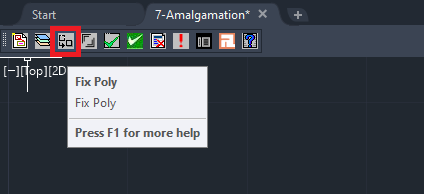 Start
7-Amalgamation*
[−][Top][2D
Fix Poly
Fix Poly
Press F1 for more help